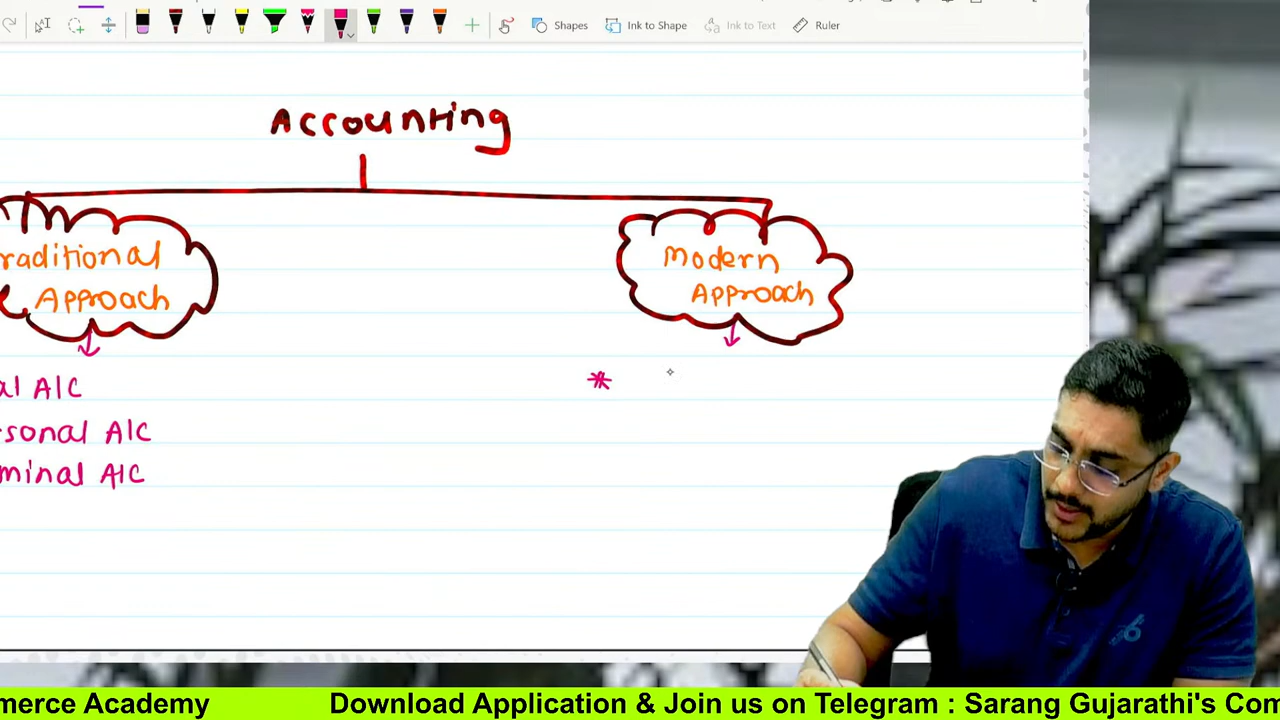 Shapes Ink to Shape Ink to Text Ruler
Accounting
raditional
Approach
Modern
Approach
al A/C
sonal A/C
minal A/C
*
merce Academy Download Application & Join us on Telegram : Sarang Gujarathi's Com